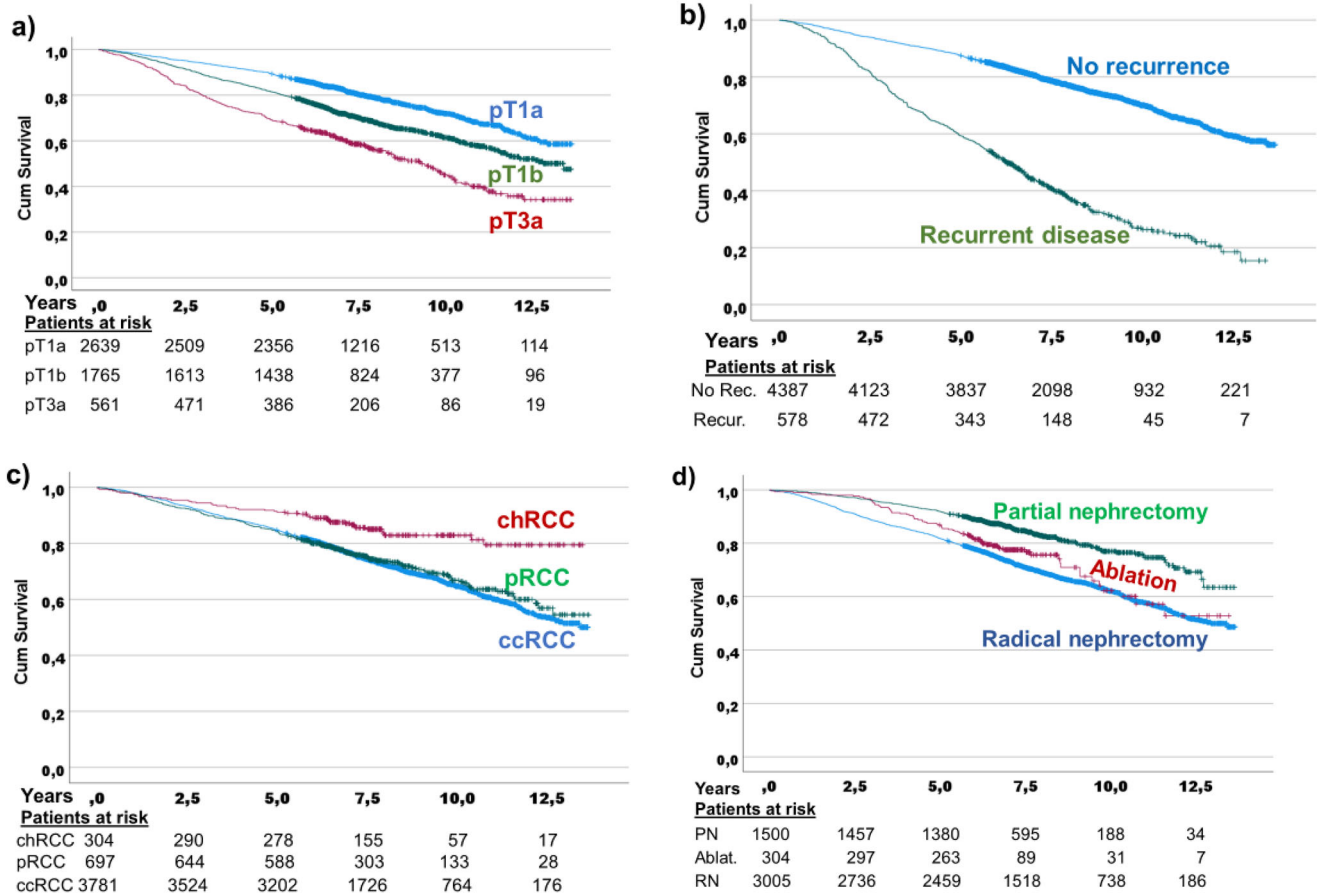 a)
1,0
0,8
0,6
0,4
0,2
0,0
Cum Survival
pT1a
pT1b
pT3a
Years ,0 2,5 5,0 7,5 10,0 12,5
Patients at risk
pT1a 2639 2509 2356 1216 513 114
pT1b 1765 1613 1438 824 377 96
pT3a 561 471 386 206 86 19
b)
1,0
0,8
0,6
0,4
0,2
0,0
Cum Survival
No recurrence
Recurrent disease
Years ,0 2,5 5,0 7,5 10,0 12,5
Patients at risk
No Rec. 4387 4123 3837 2098 932 221
Recur. 578 472 343 148 45 7
c)
1,0
0,8
0,6
0,4
0,2
0,0
Cum Survival
chRCC
pRCC
ccRCC
Years ,0 2,5 5,0 7,5 10,0 12,5
Patients at risk
chRCC 304 290 278 155 57 17
pRCC 697 644 588 303 133 28
ccRCC 3781 3524 3202 1726 764 176
d)
1,0
0,8
0,6
0,4
0,2
0,0
Cum Survival
Partial nephrectomy
Ablation
Radical nephrectomy
Years ,0 2,5 5,0 7,5 10,0 12,5
Patients at risk
PN 1500 1457 1380 595 188 34
Ablat. 304 297 263 89 31 7
RN 3005 2736 2459 1518 738 186